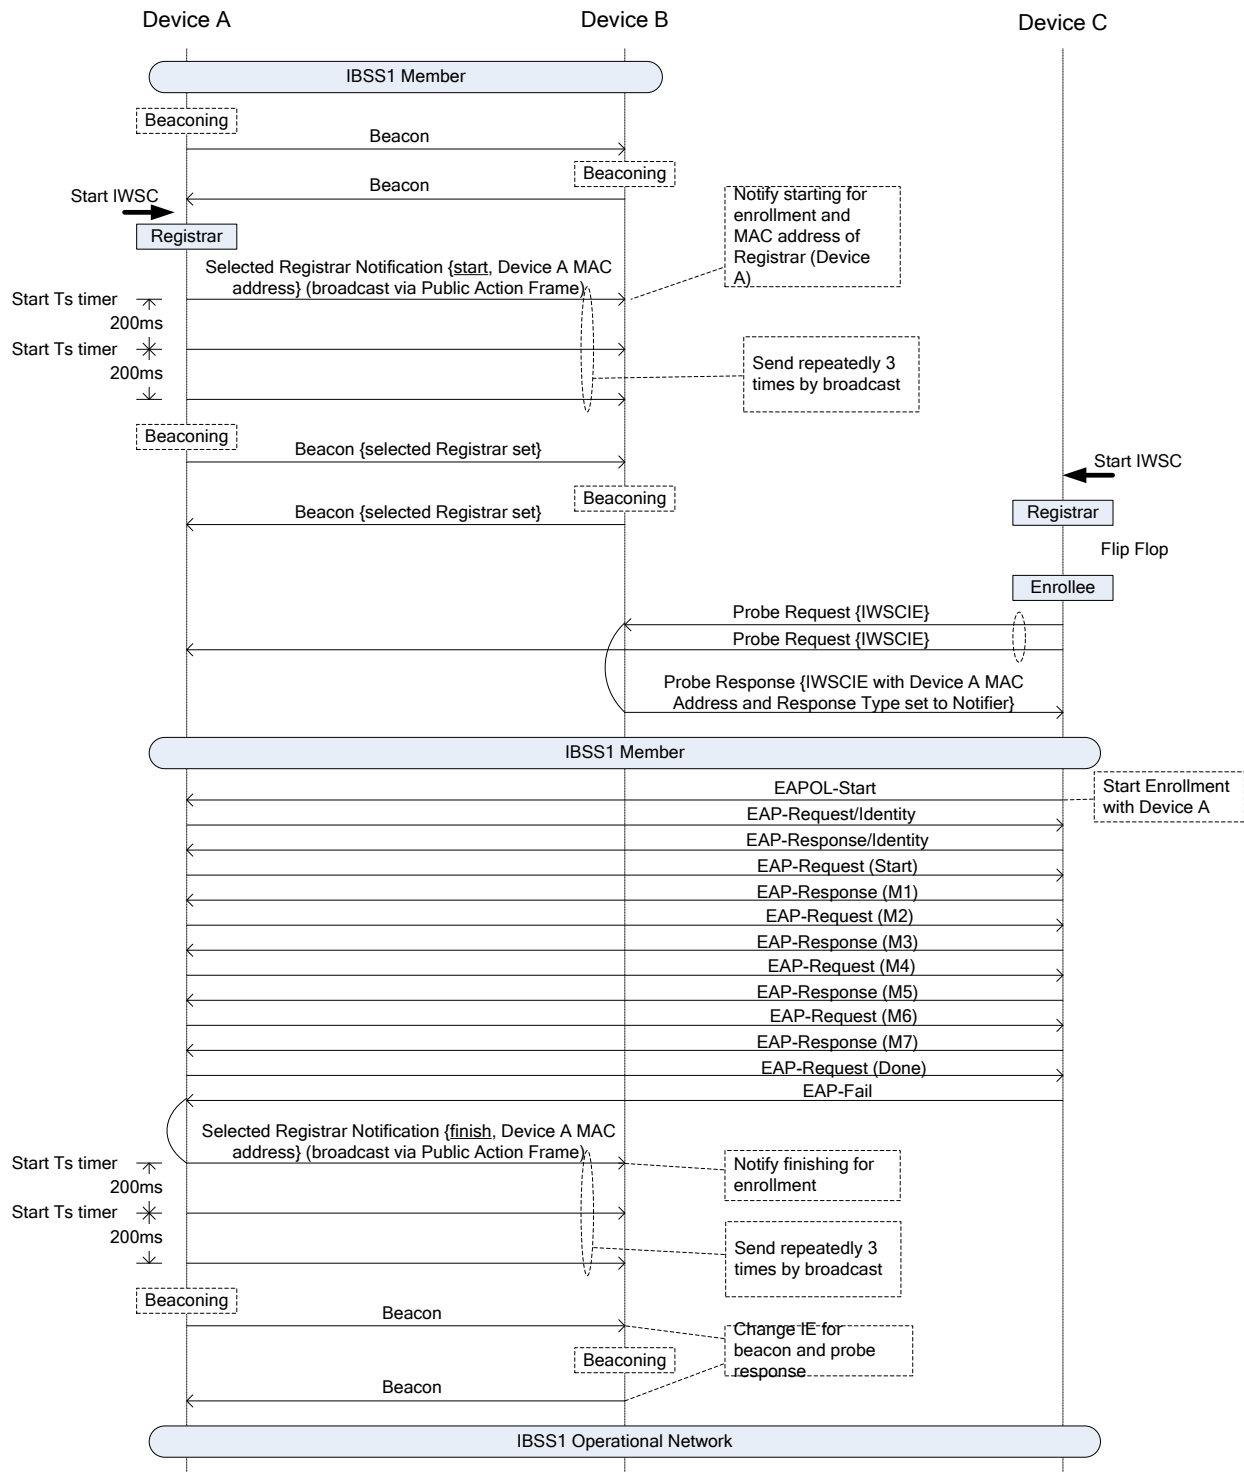 Device A
Device B
Device C
IBSS1 Member
Beaconing
Beacon
Beaconing
Beacon
Start IWSC
Registrar
Notify starting for
enrollment and
MAC address of
Registrar (Device
A)
Selected Registrar Notification {start, Device A MAC
address} (broadcast via Public Action Frame)
Start Ts timer
200ms
Start Ts timer
200ms
Send repeatedly 3
times by broadcast
Beaconing
Beacon {selected Registrar set}
Start IWSC
Beaconing
Beacon {selected Registrar set}
Registrar
Flip Flop
Enrollee
Probe Request {IWSCIE}
Probe Request {IWSCIE}
Probe Response {IWSCIE with Device A MAC
Address and Response Type set to Notifier}
IBSS1 Member
EAPOL-Start
Start Enrollment
with Device A
EAP-Request/Identity
EAP-Response/Identity
EAP-Request (Start)
EAP-Response (M1)
EAP-Request (M2)
EAP-Response (M3)
EAP-Request (M4)
EAP-Response (M5)
EAP-Request (M6)
EAP-Response (M7)
EAP-Request (Done)
EAP-Fail
Selected Registrar Notification {finish, Device A MAC
address} (broadcast via Public Action Frame)
Start Ts timer
200ms
Start Ts timer
200ms
Notify finishing for
enrollment
Send repeatedly 3
times by broadcast
Beaconing
Beacon
Change IE for
beacon and probe
response
Beaconing
Beacon
IBSS1 Operational Network